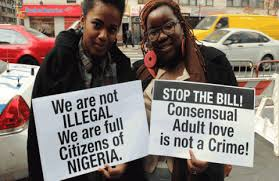 We are not
ILLEGAL
We are full
Citizens of
NIGERIA.
STOP THE BILL!
Consensual
Adult love
is not a Crime!